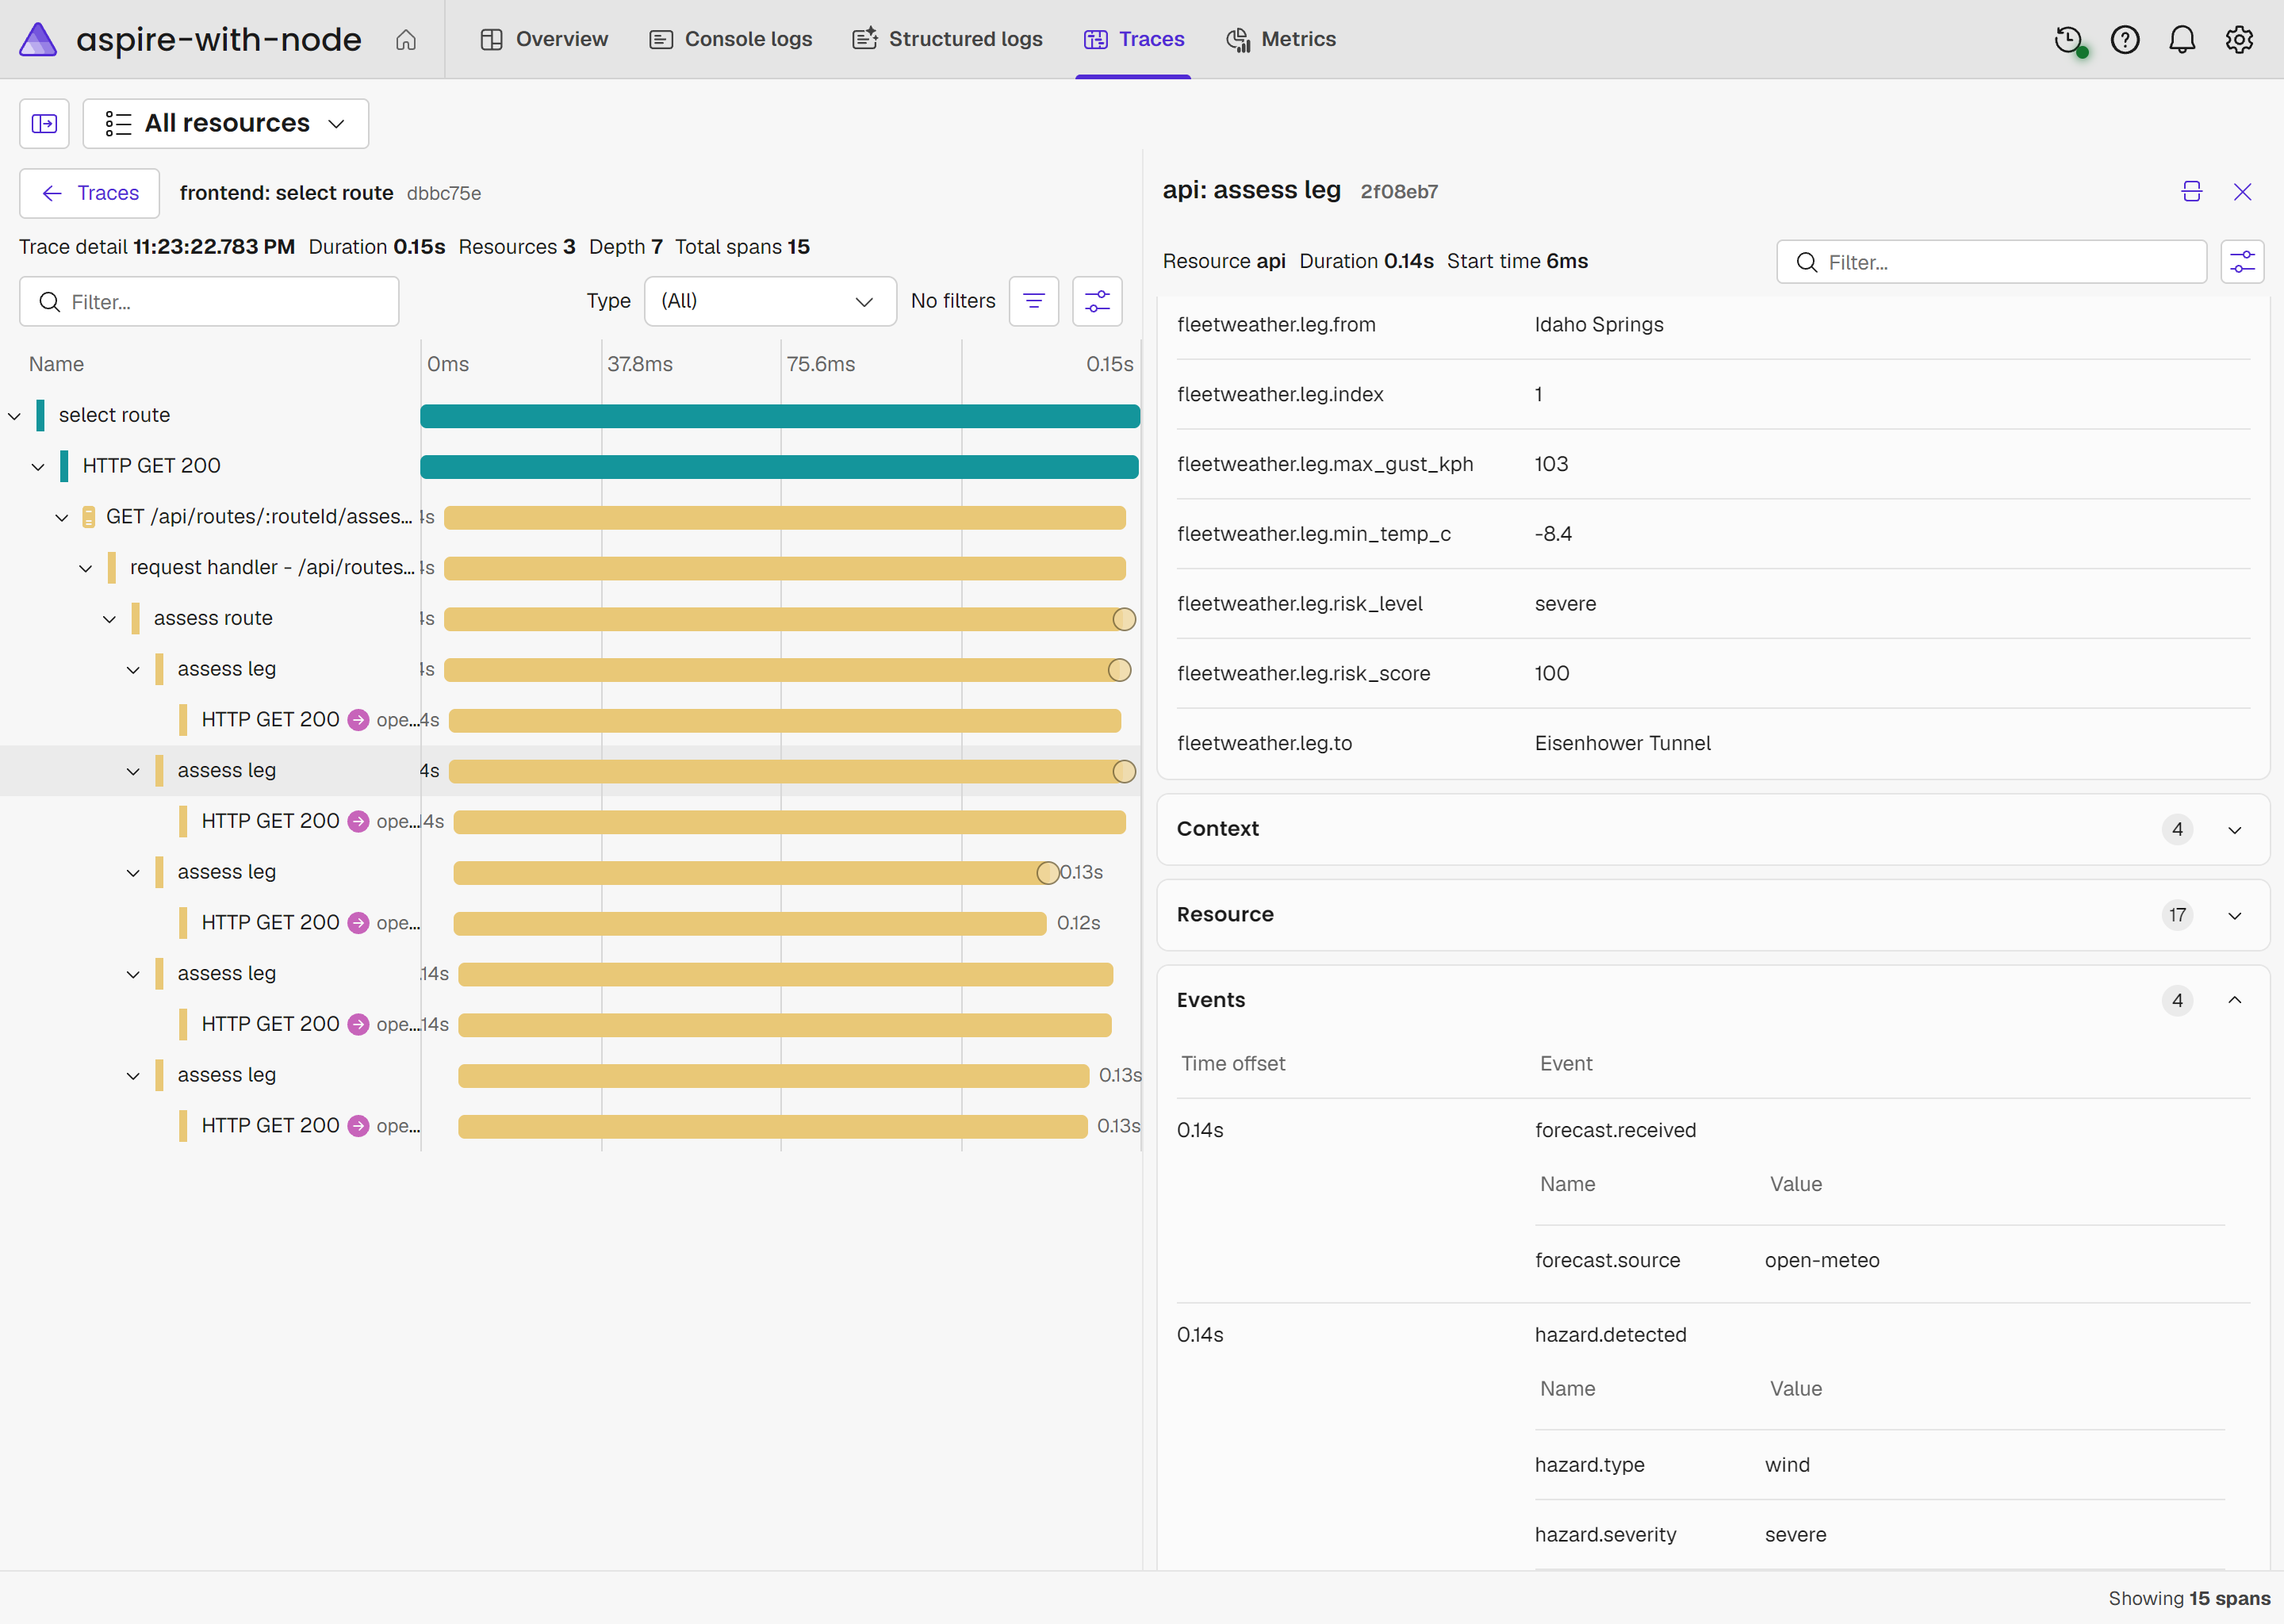 aspire-with-node
Overview
Console logs
Structured logs
Traces
Metrics
All resources
Traces
frontend: select route dbbc75e
Trace detail 11:23:22.783 PM Duration 0.15s Resources 3 Depth 7 Total spans 15
Filter...
Type
(All)
No filters
Name
0ms
37.8ms
75.6ms
0.15s
select route
HTTP GET 200
GET /api/routes/:routeId/asses... 4s
request handler - /api/routes... 4s
assess route 4s
assess leg 4s
HTTP GET 200 ope... 4s
assess leg 4s
HTTP GET 200 ope... 14s
assess leg 0.13s
HTTP GET 200 ope... 0.12s
assess leg .14s
HTTP GET 200 ope... 14s
assess leg 0.13s
HTTP GET 200 ope... 0.13s
api: assess leg 2f08eb7
Resource api Duration 0.14s Start time 6ms
Filter...
fleetweather.leg.from Idaho Springs
fleetweather.leg.index 1
fleetweather.leg.max_gust_kph 103
fleetweather.leg.min_temp_c -8.4
fleetweather.leg.risk_level severe
fleetweather.leg.risk_score 100
fleetweather.leg.to Eisenhower Tunnel
Context 4
Resource 17
Events 4
Time offset Event
0.14s forecast.received
Name Value
forecast.source open-meteo
0.14s hazard.detected
Name Value
hazard.type wind
hazard.severity severe
Showing 15 spans